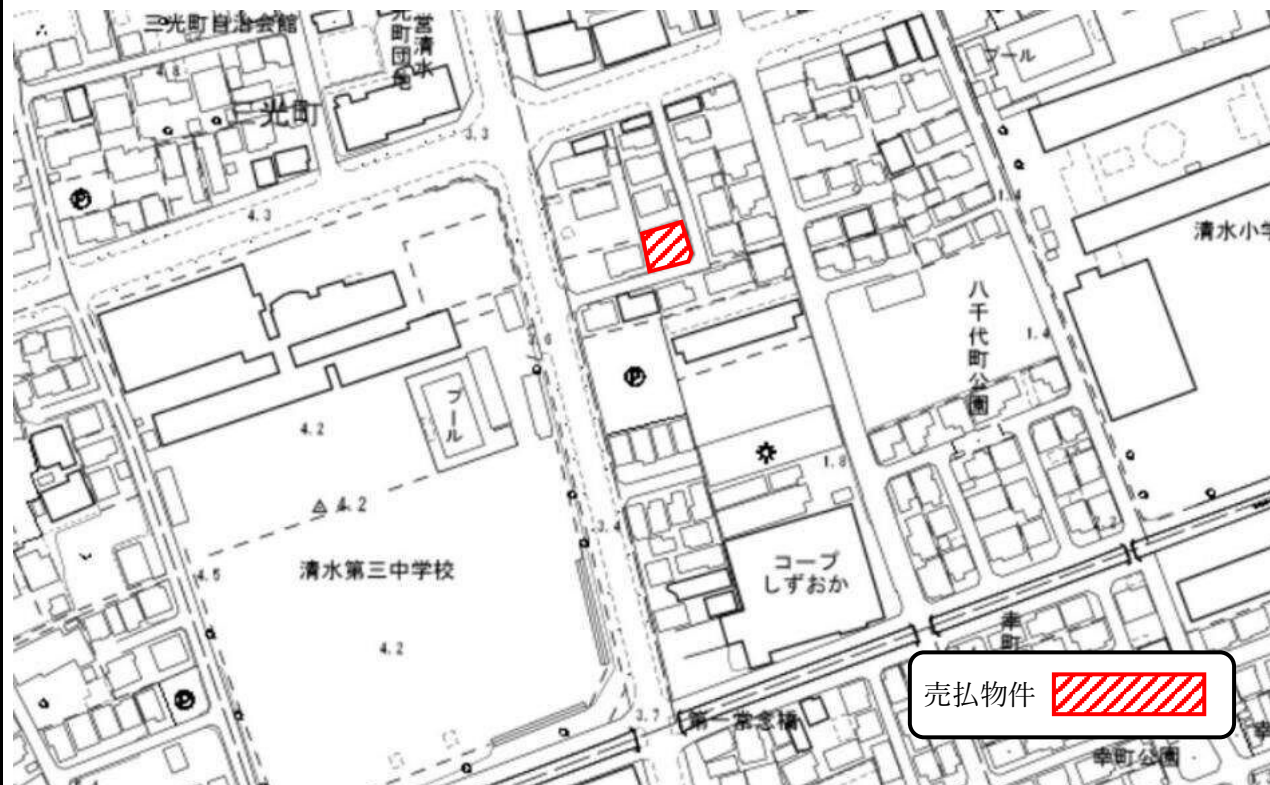 三光町自治会館
営清水
光町団地
4.8
三光町
3.3
プール
4.3
1.4
清水小学
八千代町公園
1.4
プール
4.2
1.8
4.2
3.4
2.2
清水第三中学校
コープ
しずおか
4.5
4.2
幸町
売払物件
3.7
第一常念橋
幸町公園
幸